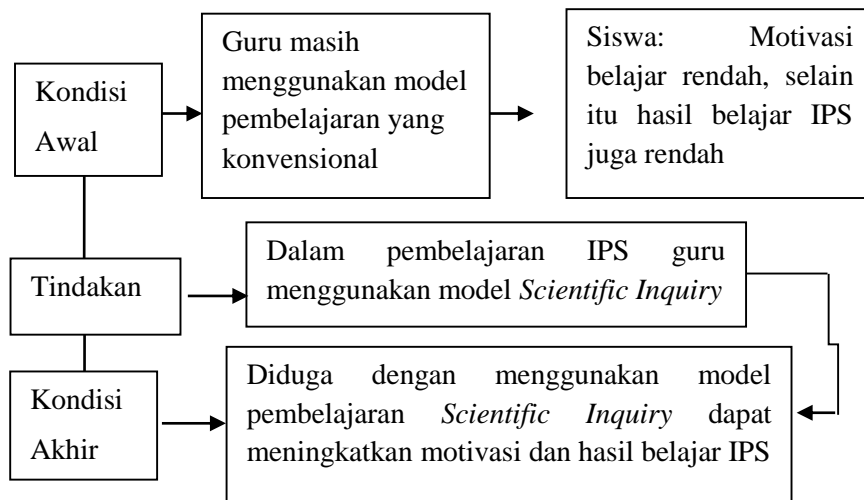 Kondisi
Awal
Guru masih
menggunakan model
pembelajaran yang
konvensional
Siswa: Motivasi
belajar rendah, selain
itu hasil belajar IPS
juga rendah
Tindakan
Dalam pembelajaran IPS guru
menggunakan model Scientific Inquiry
Kondisi
Akhir
Diduga dengan menggunakan model
pembelajaran Scientific Inquiry dapat
meningkatkan motivasi dan hasil belajar IPS